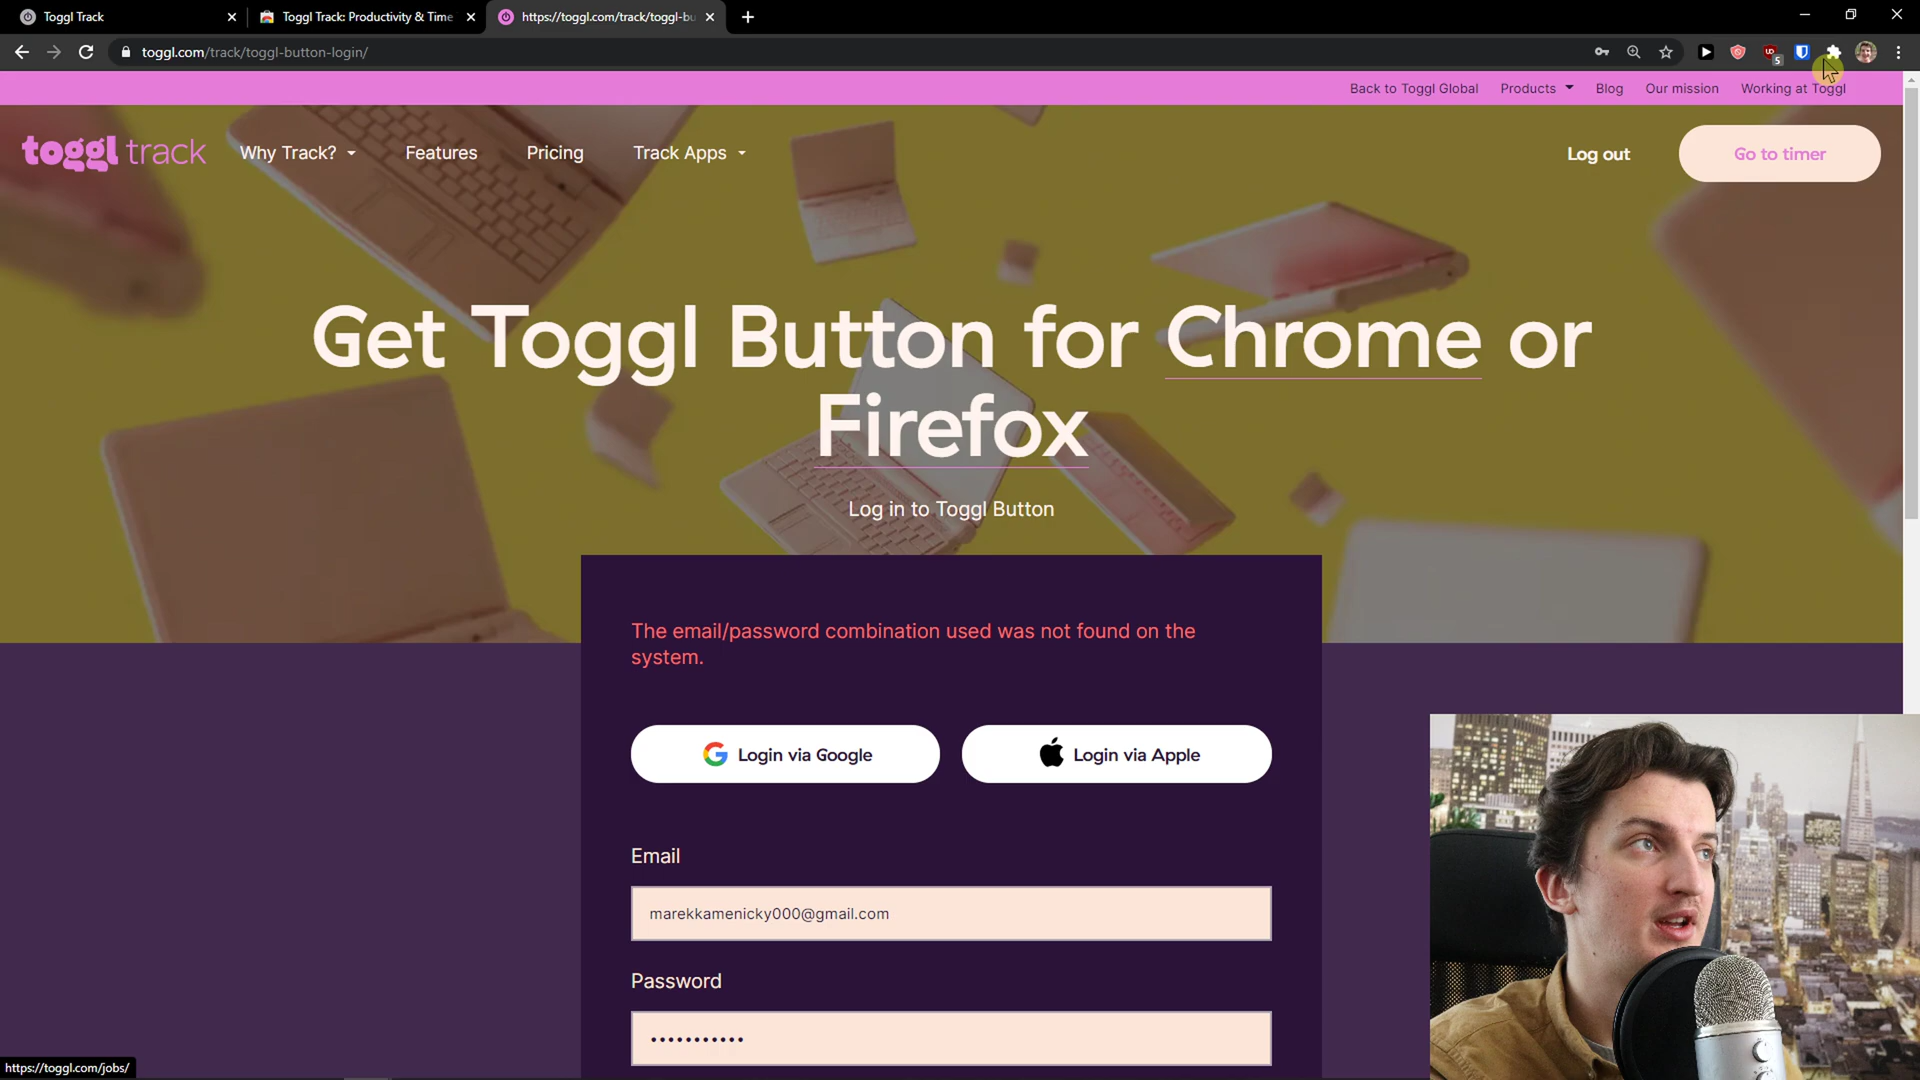 Toggl Track
Toggl Track: Productivity & Time
https://toggl.com/track/toggl-bu
toggl.com/track/toggl-button-login/
UD
5
Back to Toggl Global
Products
Blog
Our mission
Working at Toggl
toggl track
Why Track?
Features
Pricing
Track Apps
Log out
Go to timer
Get Toggl Button for Chrome or
Firefox
Log in to Toggl Button
The email/password combination used was not found on the
system.
Login via Google
Login via Apple
Email
marekkamenicky000@gmail.com
Password
•••••••••••
https://toggl.com/jobs/